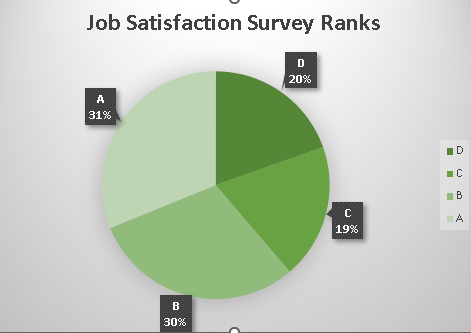 Job Satisfaction Survey Ranks
D
20%
A
31%
C
19%
B
30%
D
C
B
A